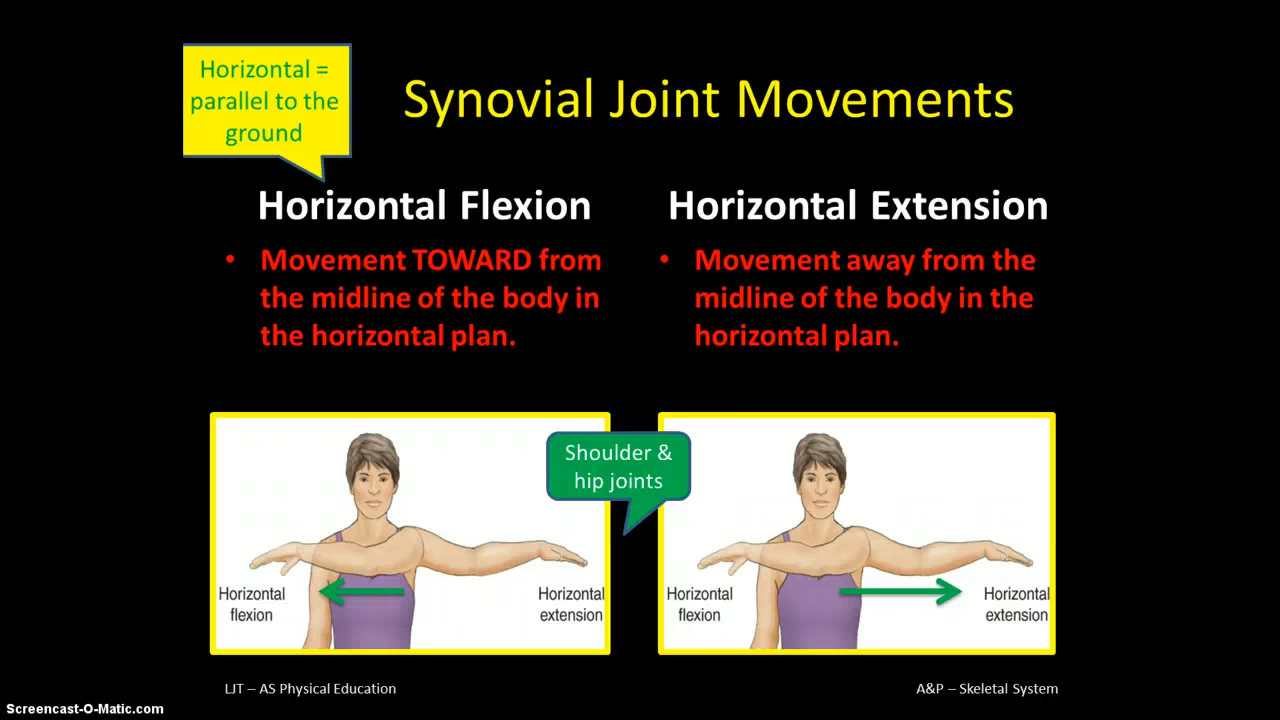 Horizontal =
parallel to the
ground
Synovial Joint Movements
Horizontal Flexion
• Movement TOWARD from
the midline of the body in
the horizontal plan.
Horizontal Extension
• Movement away from the
midline of the body in the
horizontal plan.
Shoulder &
hip joints
Horizontal
flexion
Horizontal
extension
Horizontal
flexion
Horizontal
extension
LJT – AS Physical Education
A&P – Skeletal System
Screencast-O-Matic.com